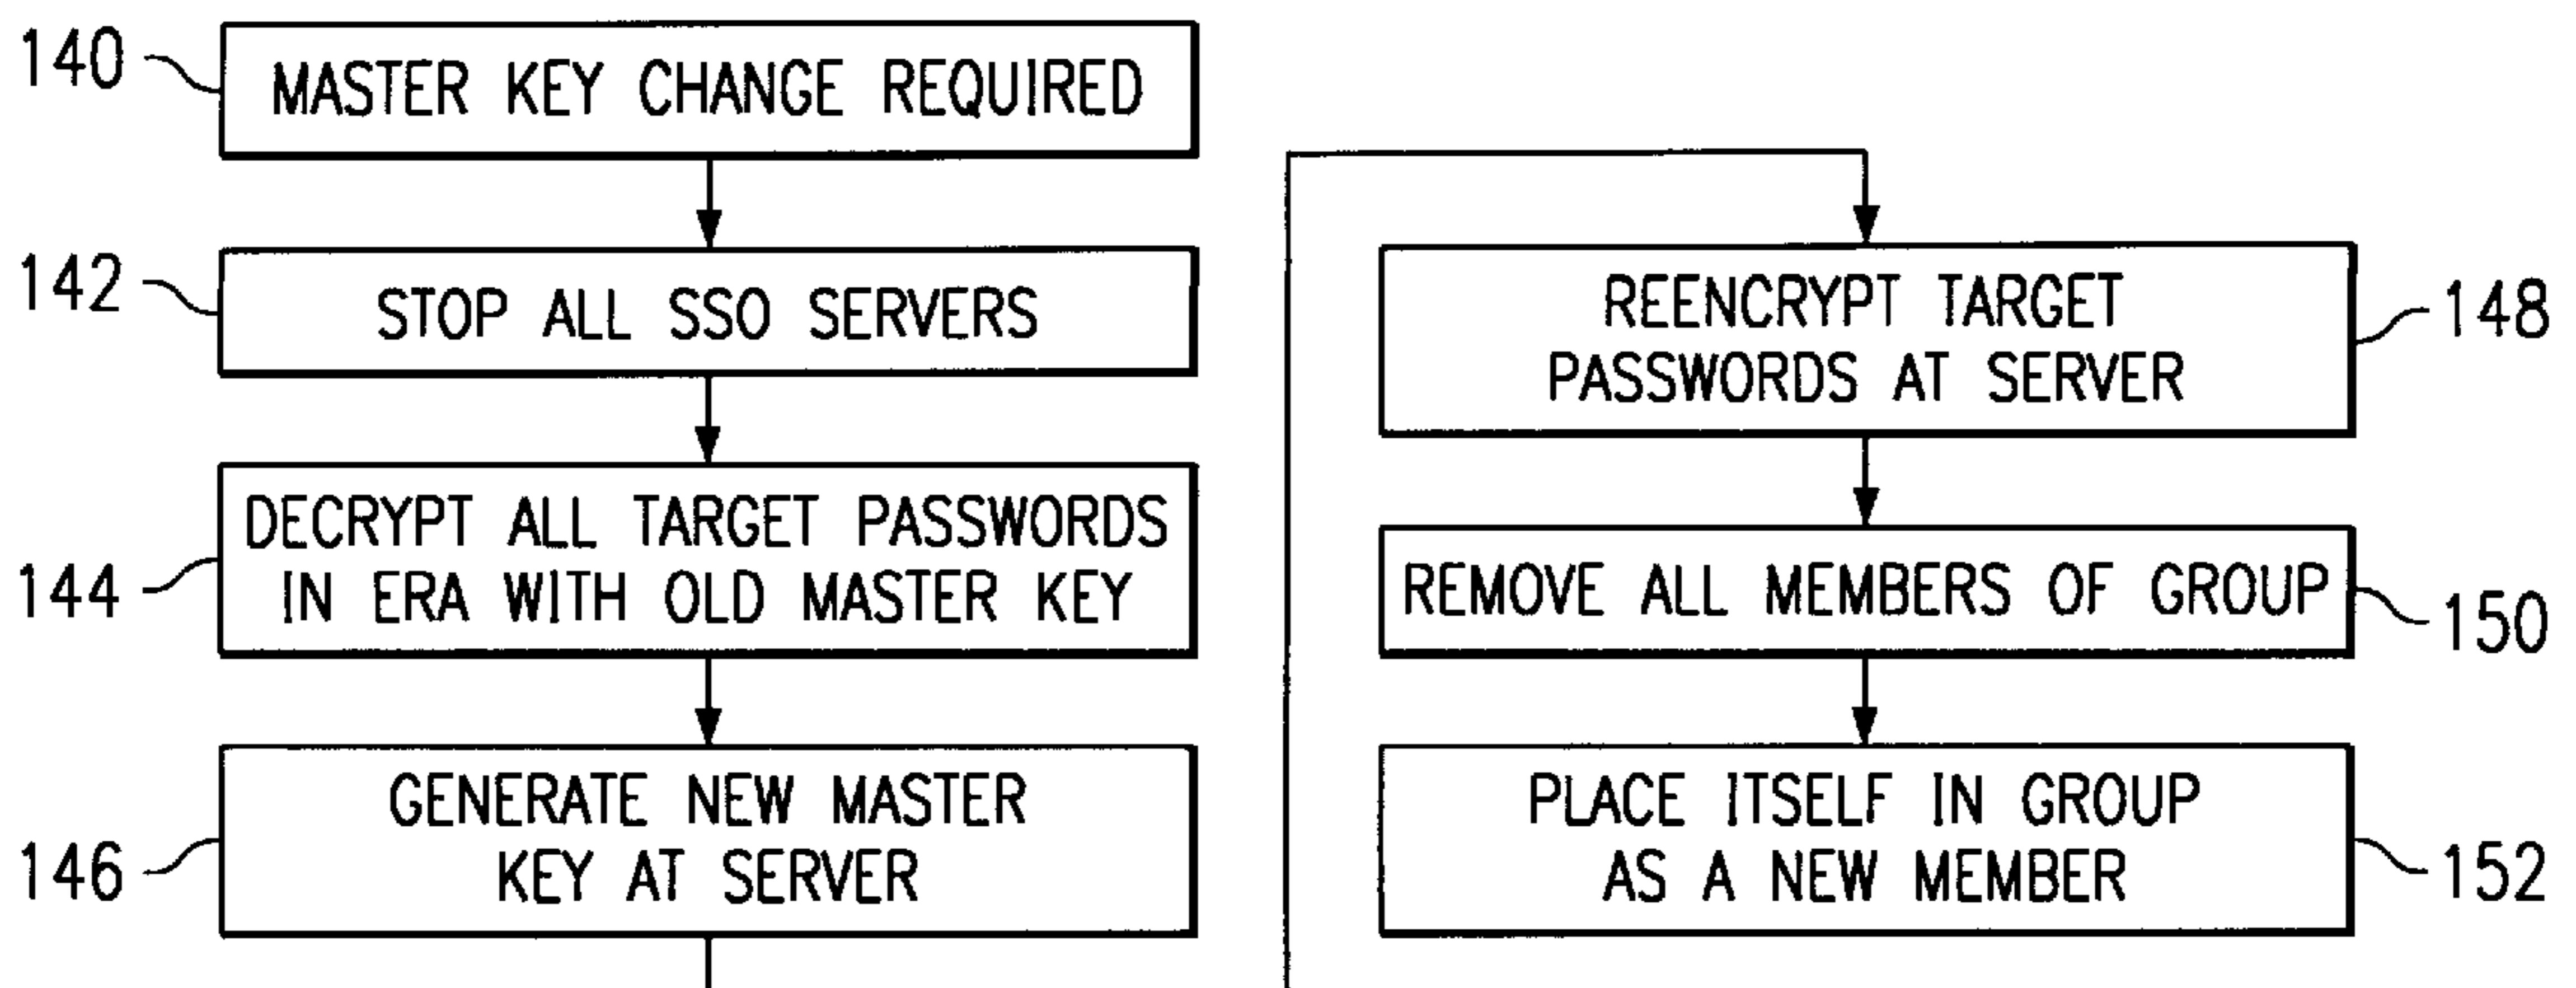 140
MASTER KEY CHANGE REQUIRED
142
STOP ALL SSO SERVERS
144
DECRYPT ALL TARGET PASSWORDS
IN ERA WITH OLD MASTER KEY
146
GENERATE NEW MASTER
KEY AT SERVER
REENCRYPT TARGET
PASSWORDS AT SERVER
148
REMOVE ALL MEMBERS OF GROUP
150
PLACE ITSELF IN GROUP
AS A NEW MEMBER
152